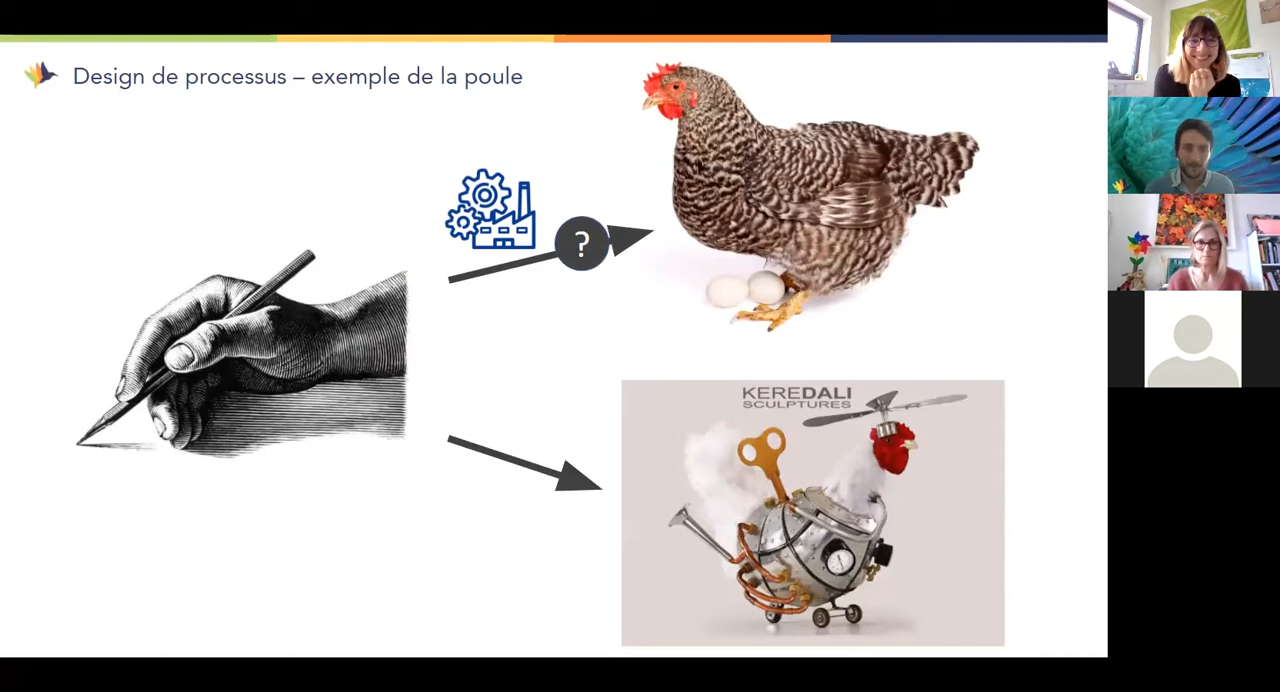 Design de processus – exemple de la poule
?
KEREDALI
SCULPTURES